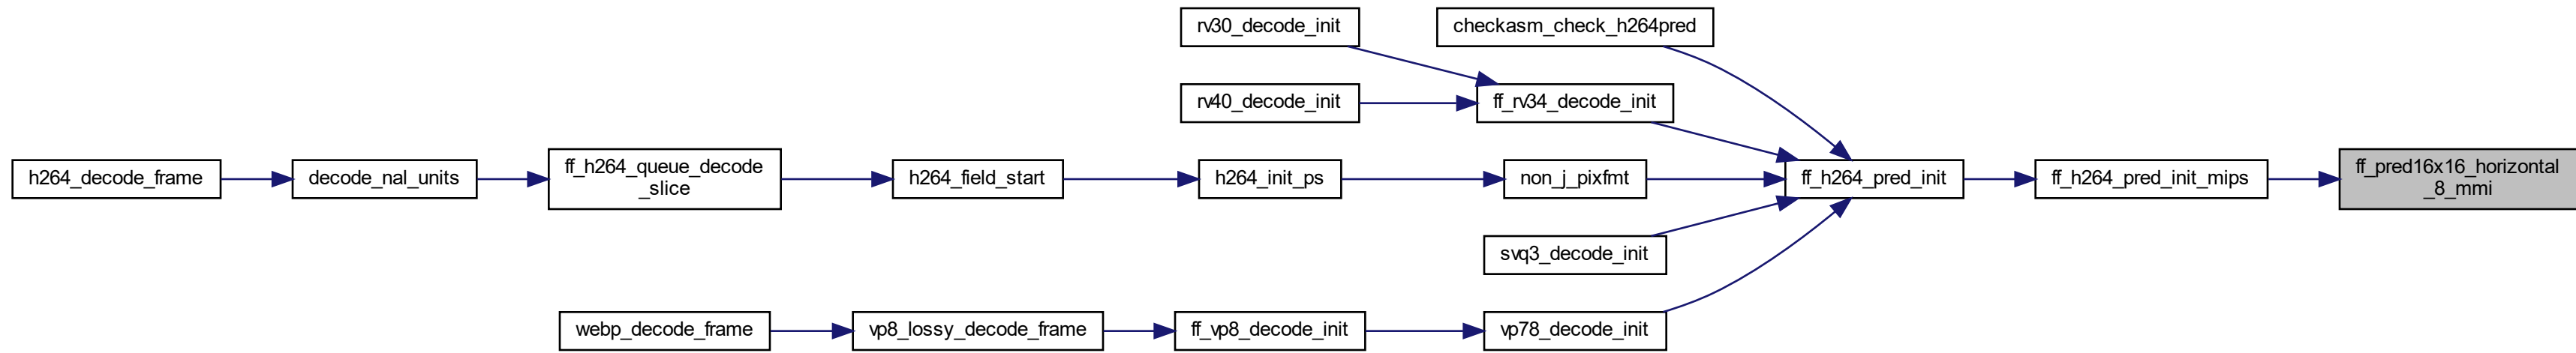 rv30_decode_init
checkasm_check_h264pred
rv40_decode_init
ff_rv34_decode_init
h264_decode_frame
decode_nal_units
ff_h264_queue_decode
_slice
h264_field_start
h264_init_ps
non_j_pixfmt
ff_h264_pred_init
ff_h264_pred_init_mips
ff_pred16x16_horizontal
_8_mmi
svq3_decode_init
webp_decode_frame
vp8_lossy_decode_frame
ff_vp8_decode_init
vp78_decode_init